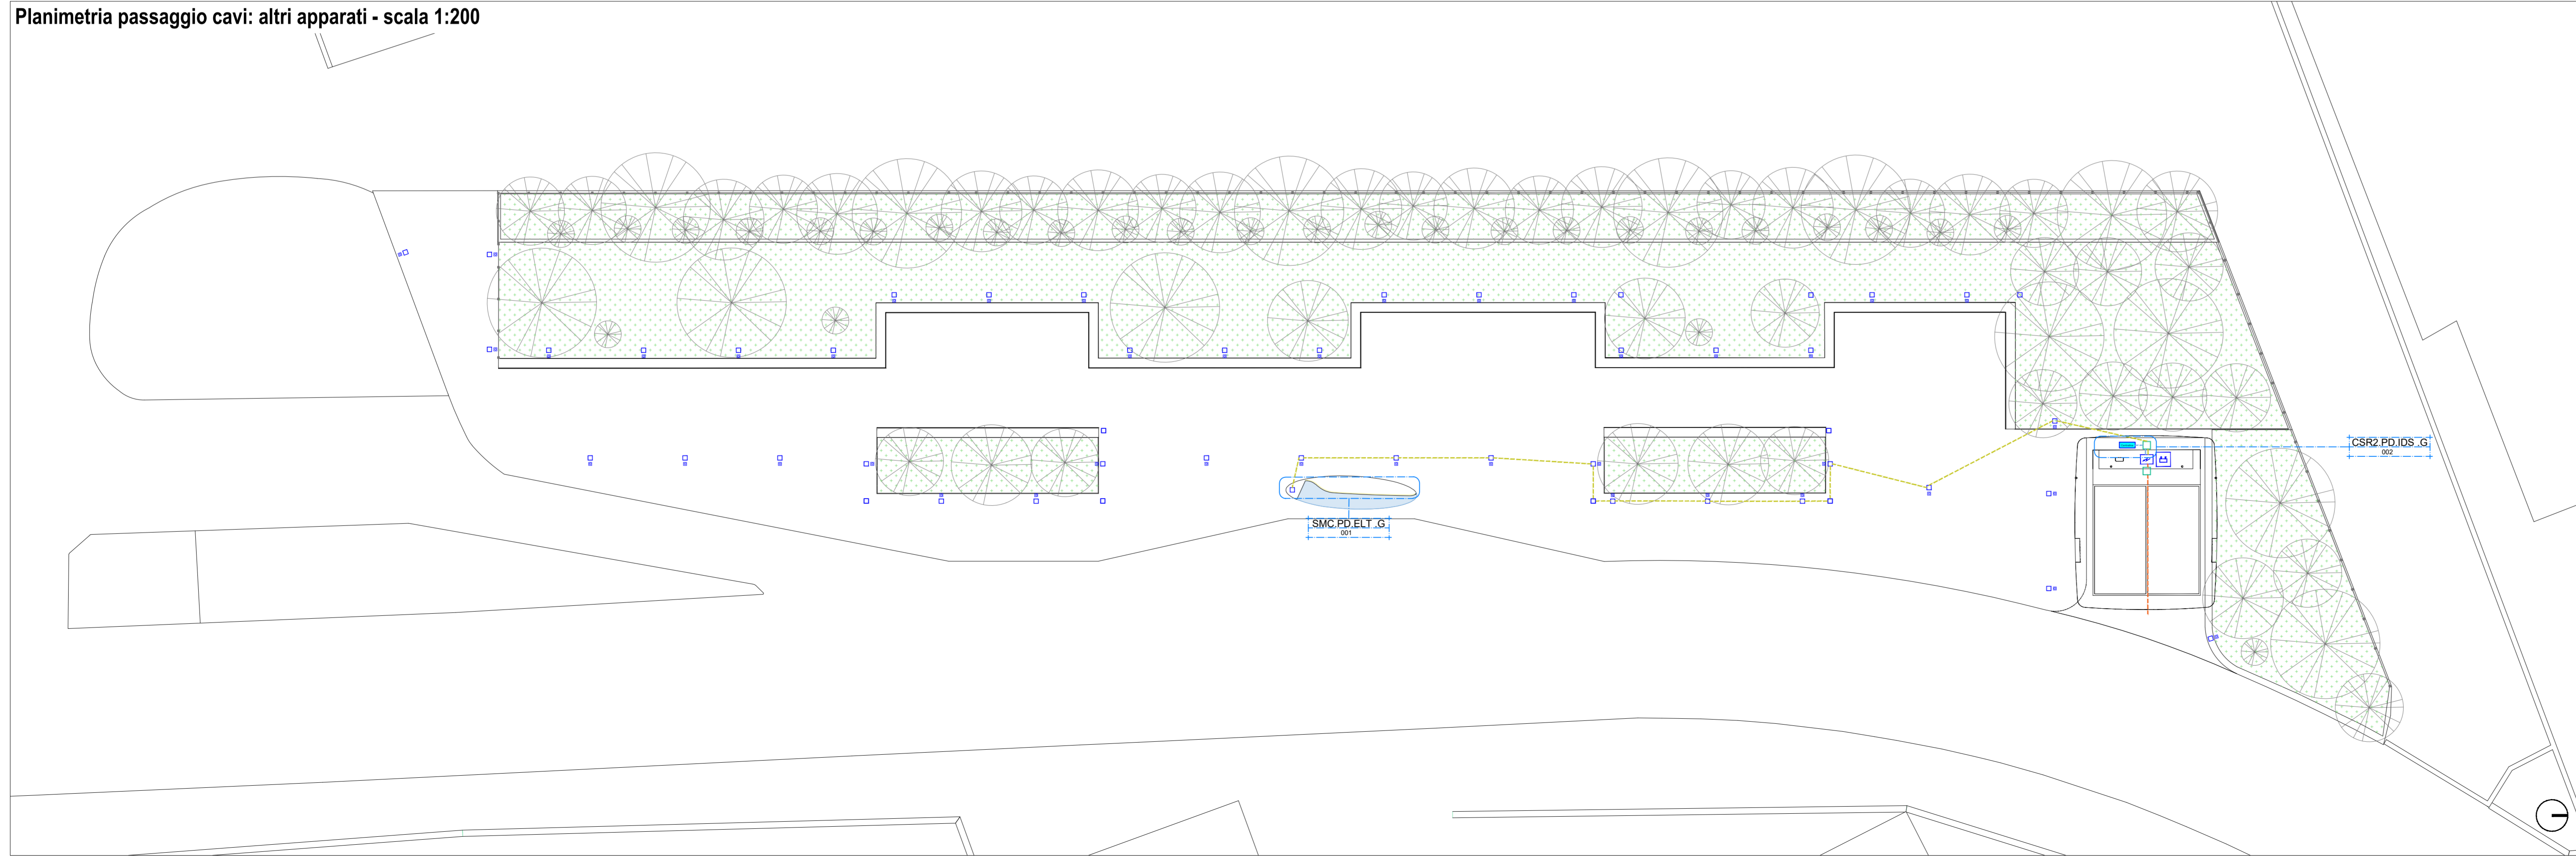 Planimetria passaggio cavi: altri apparati - scala 1:200
CSR2.PD.IDS .G
002
SMC.PD.ELT .G
001